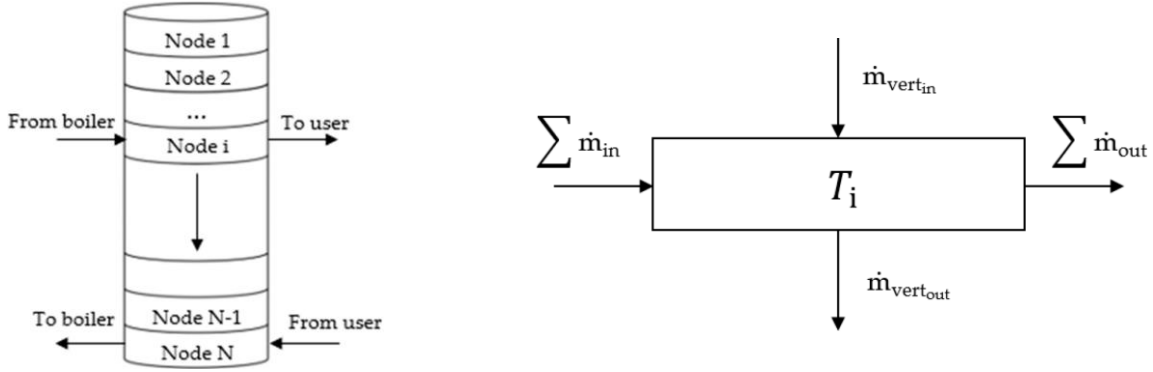 Node 1
Node 2
...
From boiler
To user
Node i
To boiler
Node N-1
From user
Node N
ṁvertin
∑ ṁin
Ti
∑ ṁout
ṁvertout